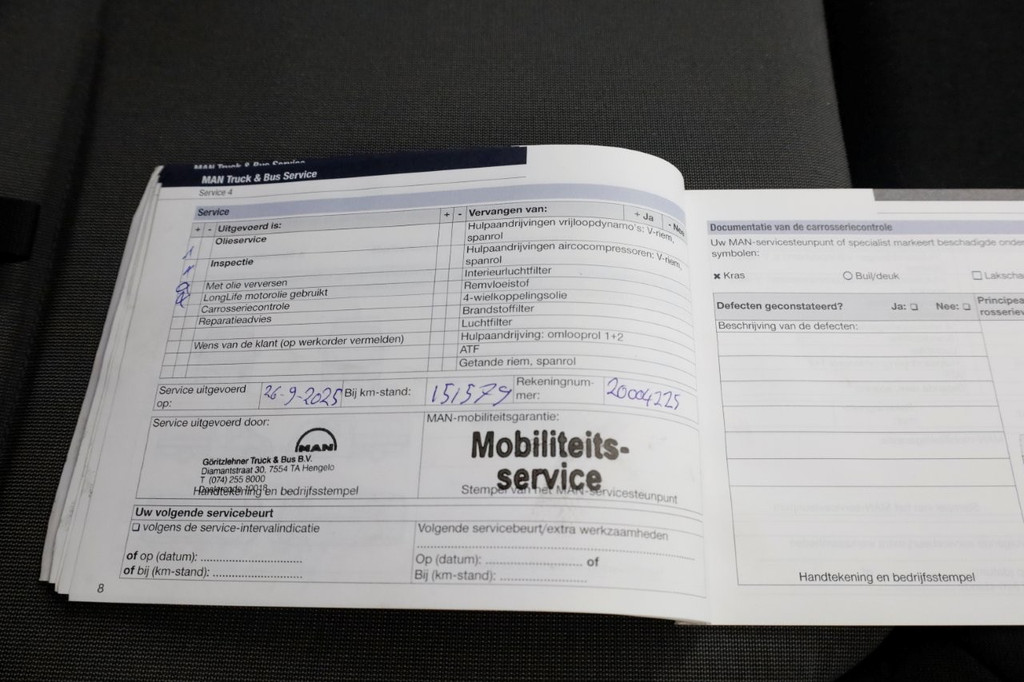 MAN Truck & Bus Service
MAN Truck & Bus Service
Service 4
Service
+ - Uitgevoerd is:
Olieservice
Inspectie
Met olie verversen
LongLife motorolie gebruikt
Carrosseriecontrole
Reparatieadvies
Wens van de klant (op werkorder vermelden)
+ - Vervangen van: + Ja - Nee
Hulpaandrijvingen vrijloopdynamo's: V-riem,
spanrol
Hulpaandrijvingen aircocompressoren: V-riem,
spanrol
Interieurluchtfilter
Remvloeistof
4-wielkoppelingsolie
Brandstoffilter
Luchtfilter
Hulpaandrijving: omlooprol 1+2
ATF
Getande riem, spanrol
Service uitgevoerd
op:
26-9-2025
Bij km-stand:
151579
Rekeningnum-
mer:
20004225
Service uitgevoerd door:
MAN
Göritzlehner Truck & Bus B.V.
Diamantstraat 30, 7554 TA Hengelo
T (074) 255 8000
Handtekening en bedrijfsstempel
MAN-mobiliteitsgarantie:
Mobiliteits-
service
Stempel van het MAN-servicesteunpunt
Uw volgende servicebeurt
❏ volgens de service-intervalindicatie
of op (datum): ..............................
of bij (km-stand): ..........................
Volgende servicebeurt/extra werkzaamheden
Op (datum): ............................ of
Bij (km-stand): .........................
8
Documentatie van de carrosseriecontrole
Uw MAN-servicesteunpunt of specialist markeert beschadigde
symbolen:
✖ Kras
❍ Buil/deuk
❏
Defecten geconstateerd? Ja: ❏ Nee: ❏
Beschrijving van de defecten:
Handtekening en bedrijfsstempel